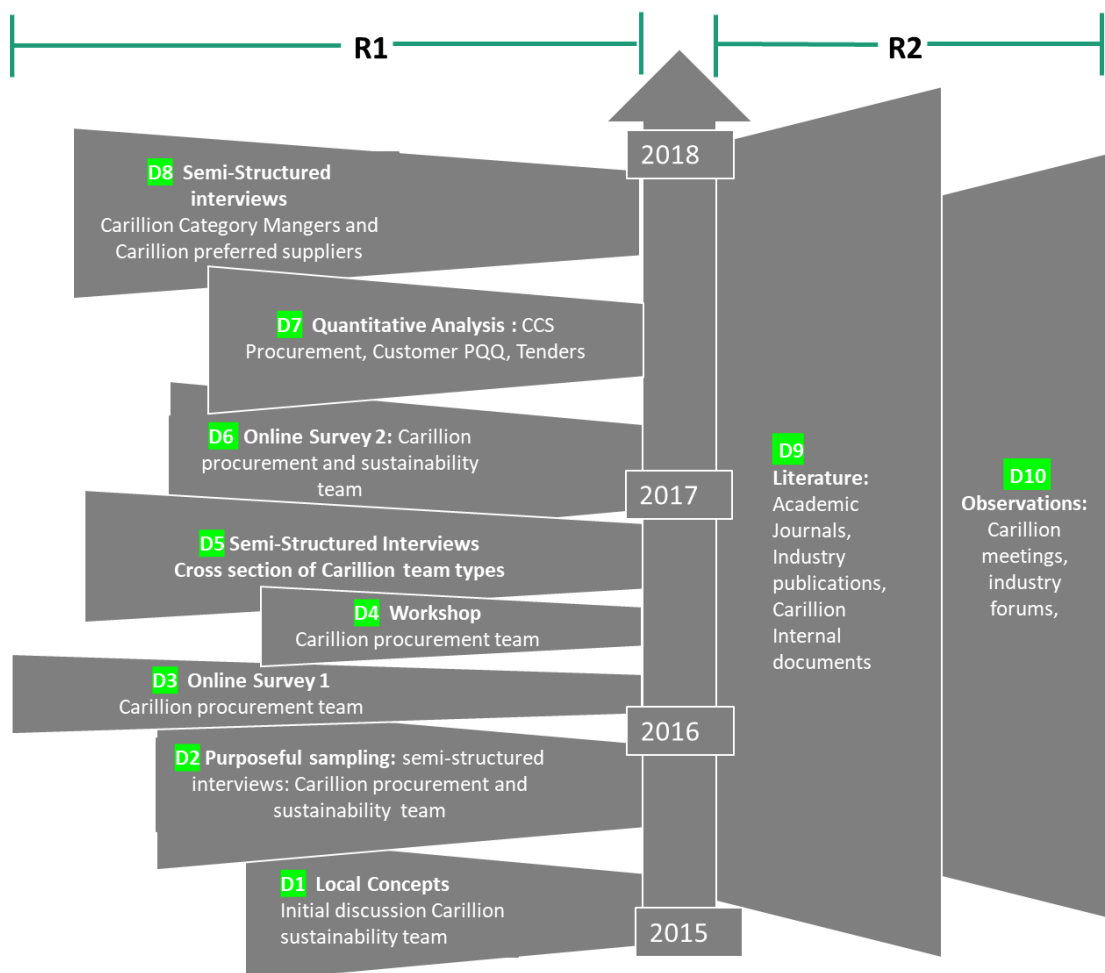 R1
R2
2018
D8 Semi-Structured
interviews
Carillion Category Mangers and
Carillion preferred suppliers
D7 Quantitative Analysis : CCS
Procurement, Customer PQQ, Tenders
D6 Online Survey 2: Carillion
procurement and sustainability
team
2017
D5 Semi-Structured Interviews
Cross section of Carillion team types
D4 Workshop
Carillion procurement team
D3 Online Survey 1
Carillion procurement team
2016
D2 Purposeful sampling: semi-structured
interviews: Carillion procurement and
sustainability team
D1 Local Concepts
Initial discussion Carillion
sustainability team
2015
D9
Literature:
Academic
Journals,
Industry
publications,
Carillion
Internal
documents
D10
Observations:
Carillion
meetings,
industry
forums,